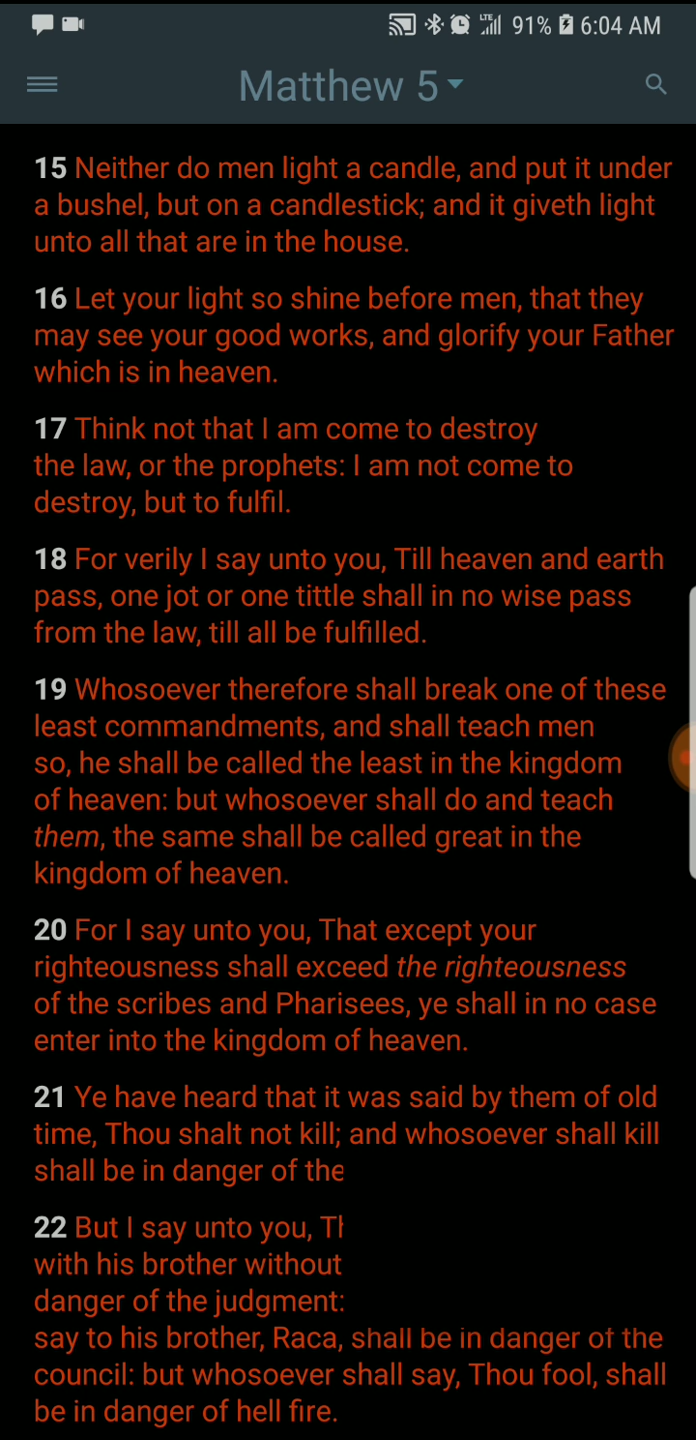 LTE 91% 6:04 AM
Matthew 5
15 Neither do men light a candle, and put it under
a bushel, but on a candlestick; and it giveth light
unto all that are in the house.
16 Let your light so shine before men, that they
may see your good works, and glorify your Father
which is in heaven.
17 Think not that I am come to destroy
the law, or the prophets: I am not come to
destroy, but to fulfil.
18 For verily I say unto you, Till heaven and earth
pass, one jot or one tittle shall in no wise pass
from the law, till all be fulfilled.
19 Whosoever therefore shall break one of these
least commandments, and shall teach men
so, he shall be called the least in the kingdom
of heaven: but whosoever shall do and teach
them, the same shall be called great in the
kingdom of heaven.
20 For I say unto you, That except your
righteousness shall exceed the righteousness
of the scribes and Pharisees, ye shall in no case
enter into the kingdom of heaven.
21 Ye have heard that it was said by them of old
time, Thou shalt not kill; and whosoever shall kill
shall be in danger of the
22 But I say unto you,
with his brother without
danger of the judgment:
say to his brother, Raca, shall be in danger of the
council: but whosoever shall say, Thou fool, shall
be in danger of hell fire.